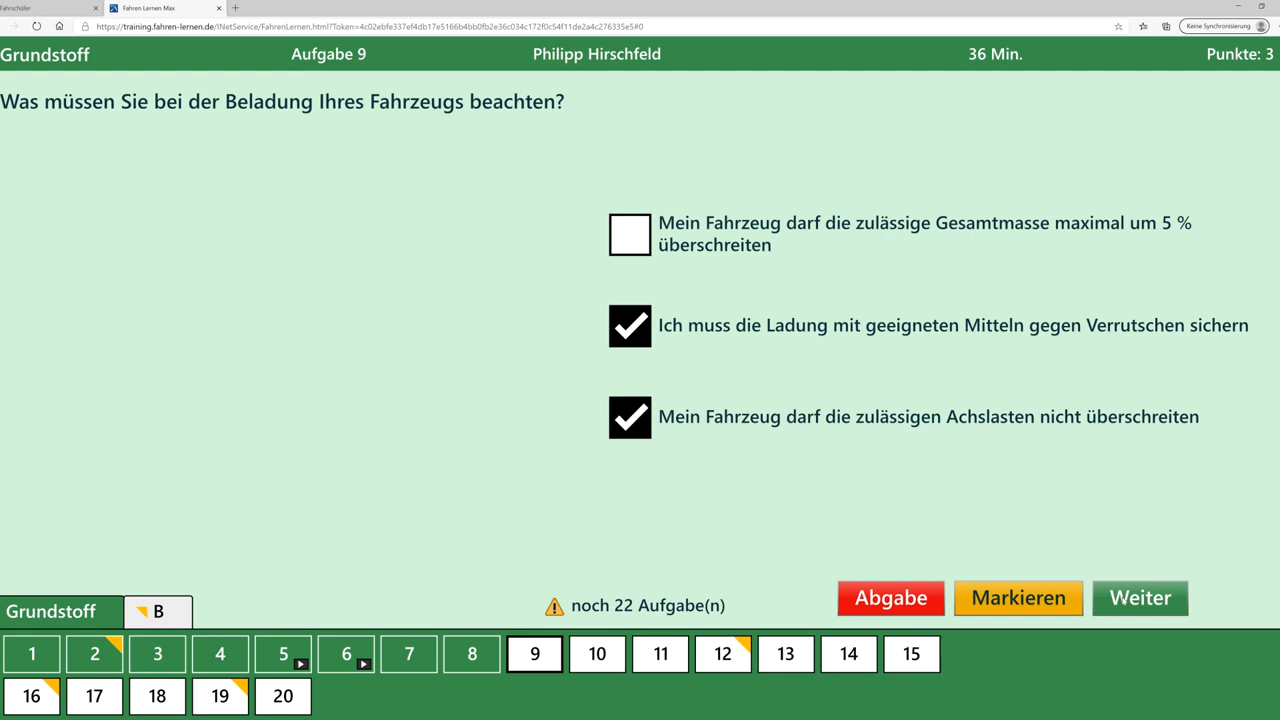 Fahrschüler
Fahren Lernen Max
https://training.fahren-lernen.de/INetService/FahrenLernen.html?Token=4c02ebfe337ef4db17e5166b4bb0fb2e36c034c172f0c54f11de2a4c276335e5#0
Keine Synchronisierung
Grundstoff Aufgabe 9 Philipp Hirschfeld 36 Min. Punkte: 3
Was müssen Sie bei der Beladung Ihres Fahrzeugs beachten?
Mein Fahrzeug darf die zulässige Gesamtmasse maximal um 5 %
überschreiten
Ich muss die Ladung mit geeigneten Mitteln gegen Verrutschen sichern
Mein Fahrzeug darf die zulässigen Achslasten nicht überschreiten
noch 22 Aufgabe(n) Abgabe Markieren Weiter
Grundstoff B
1 2 3 4 5 6 7 8 9 10 11 12 13 14 15
16 17 18 19 20